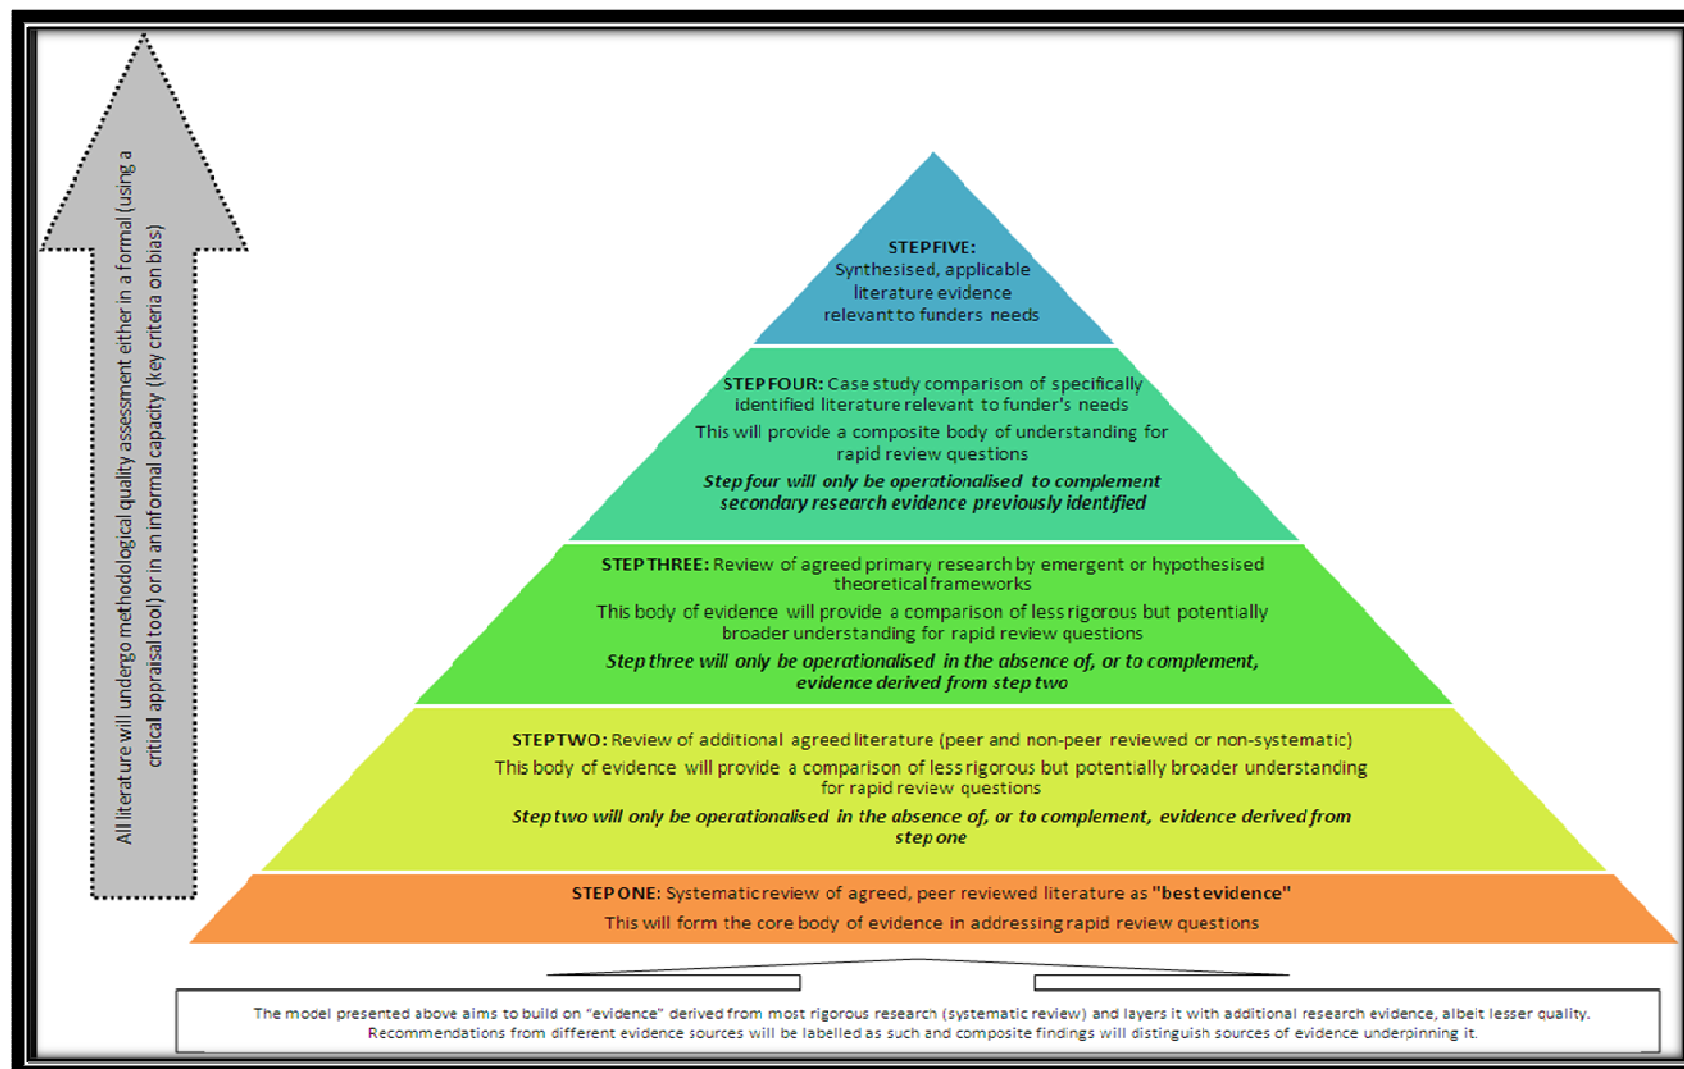 All literature will undergo methodological quality assessment either in a formal (using a
critical appraisal tool) or in an informal capacity (key criteria on bias)
STEP FIVE:
Synthesised, applicable
literature evidence
relevant to funders needs
STEP FOUR: Case study comparison of specifically
identified literature relevant to funder's needs
This will provide a composite body of understanding for
rapid review questions
Step four will only be operationalised to complement
secondary research evidence previously identified
STEP THREE: Review of agreed primary research by emergent or hypothesised
theoretical frameworks
This body of evidence will provide a comparison of less rigorous but potentially
broader understanding for rapid review questions
Step three will only be operationalised in the absence of, or to complement,
evidence derived from step two
STEP TWO: Review of additional agreed literature (peer and non-peer reviewed or non-systematic)
This body of evidence will provide a comparison of less rigorous but potentially broader understanding
for rapid review questions
Step two will only be operationalised in the absence of, or to complement, evidence derived from
step one
STEP ONE: Systematic review of agreed, peer reviewed literature as "best evidence"
This will form the core body of evidence in addressing rapid review questions
The model presented above aims to build on “evidence” derived from most rigorous research (systematic review) and layers it with additional research evidence, albeit lesser quality.
Recommendations from different evidence sources will be labelled as such and composite findings will distinguish sources of evidence underpinning it.